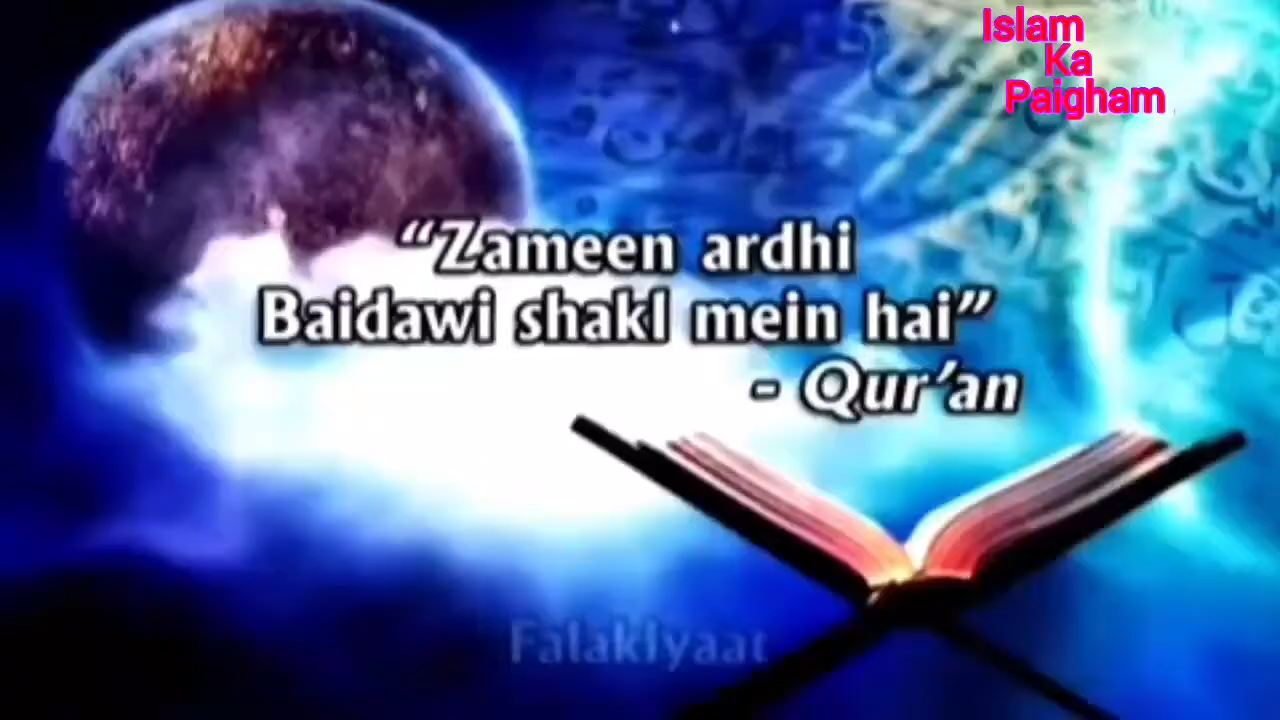 Islam
Ka
Paigham
“Zameen ardhi
Baidawi shakl mein hai”
- Qur’an
Falakiyaat